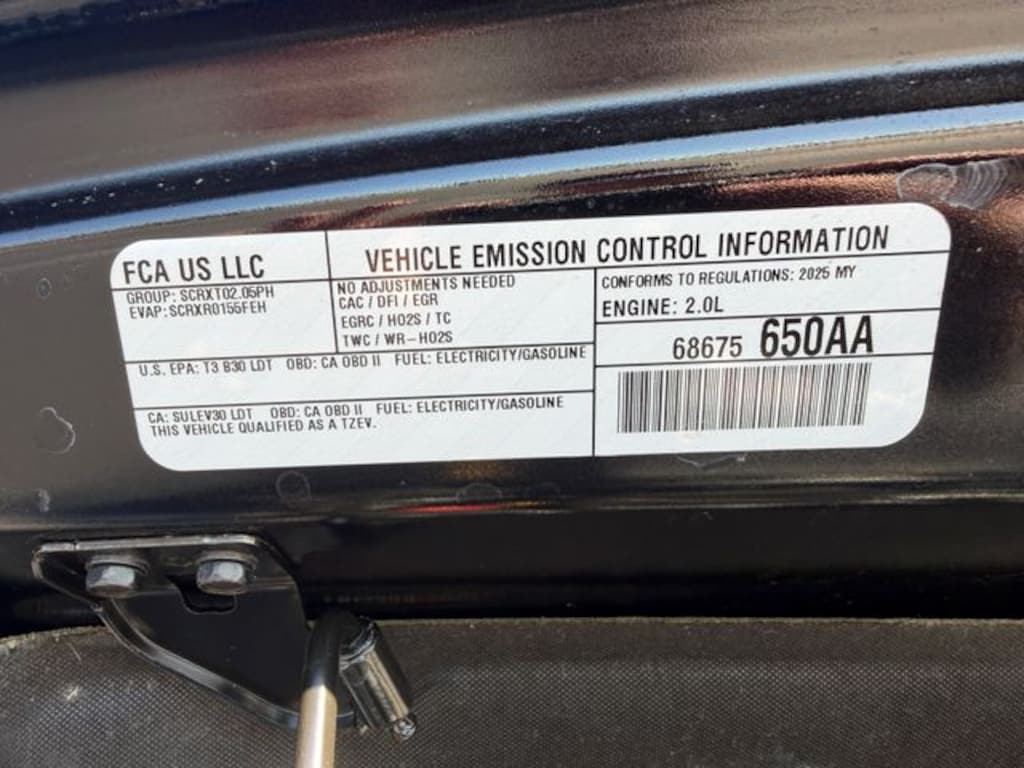 FCA US LLC
VEHICLE EMISSION CONTROL INFORMATION
GROUP: SCRXT02.05PH
EVAP: SCRXR0155FEH
NO ADJUSTMENTS NEEDED
CAC / DFI / EGR
EGRC / HO2S / TC
TWC / WR-HO2S
CONFORMS TO REGULATIONS: 2025 MY
ENGINE: 2.0L
68675 650AA
U.S. EPA: T3 B30 LDT OBD: CA OBD II FUEL: ELECTRICITY/GASOLINE
CA: SULEV30 LDT OBD: CA OBD II FUEL: ELECTRICITY/GASOLINE
THIS VEHICLE QUALIFIED AS A TZEV.